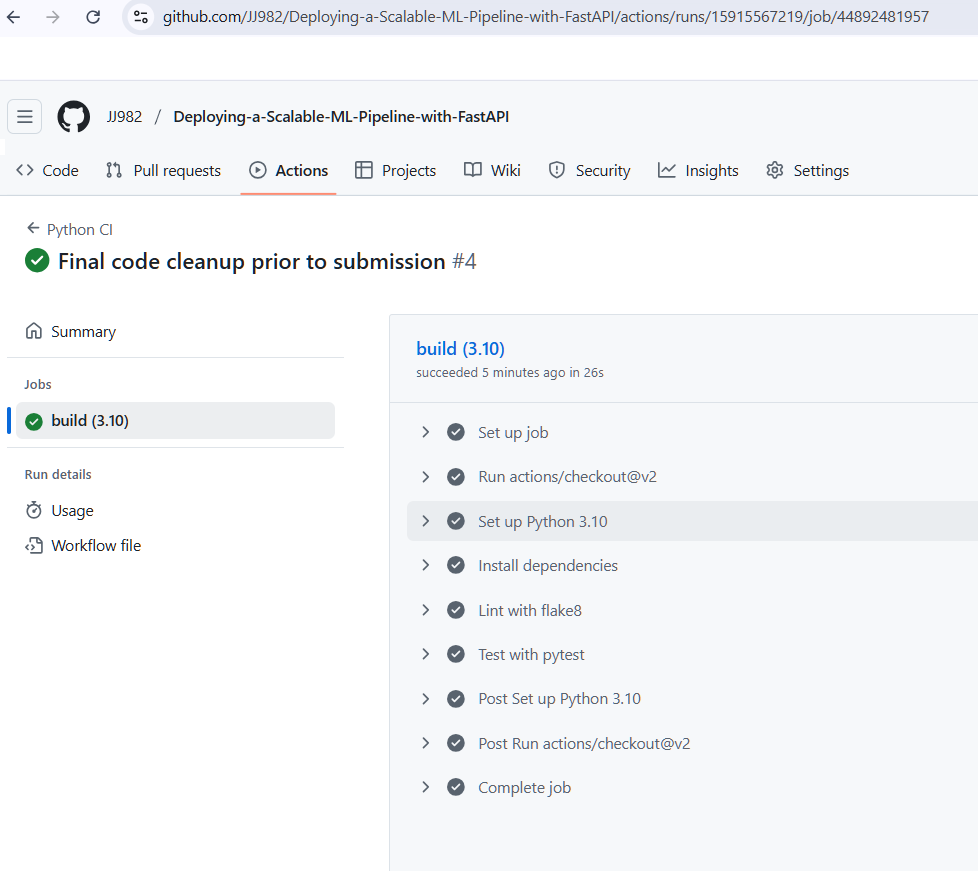 github.com/JJ982/Deploying-a-Scalable-ML-Pipeline-with-FastAPI/actions/runs/15915567219/job/44892481957
JJ982 / Deploying-a-Scalable-ML-Pipeline-with-FastAPI
Code Pull requests Actions Projects Wiki Security Insights Settings
Python CI
Final code cleanup prior to submission #4
Summary
Jobs
build (3.10)
Run details
Usage
Workflow file
build (3.10)
succeeded 5 minutes ago in 26s
Set up job
Run actions/checkout@v2
Set up Python 3.10
Install dependencies
Lint with flake8
Test with pytest
Post Set up Python 3.10
Post Run actions/checkout@v2
Complete job